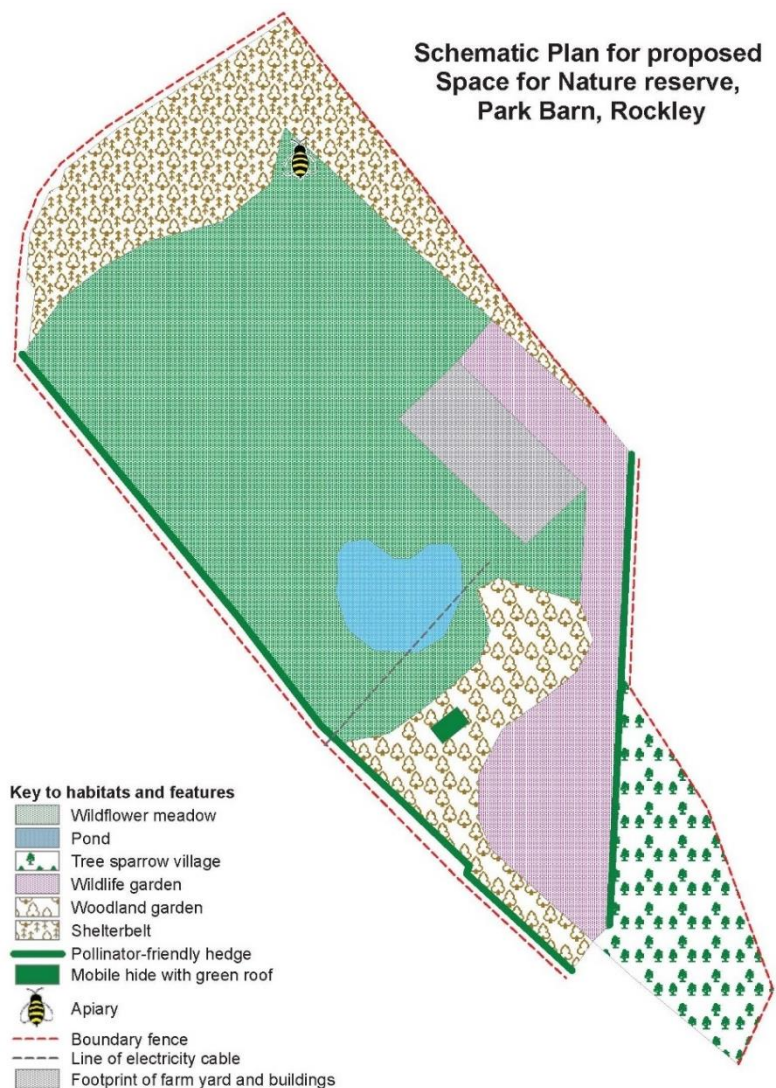 Schematic Plan for proposed
Space for Nature reserve,
Park Barn, Rockley
Key to habitats and features
Wildflower meadow
Pond
Tree sparrow village
Wildlife garden
Woodland garden
Shelterbelt
Pollinator-friendly hedge
Mobile hide with green roof
Apiary
Boundary fence
Line of electricity cable
Footprint of farm yard and buildings